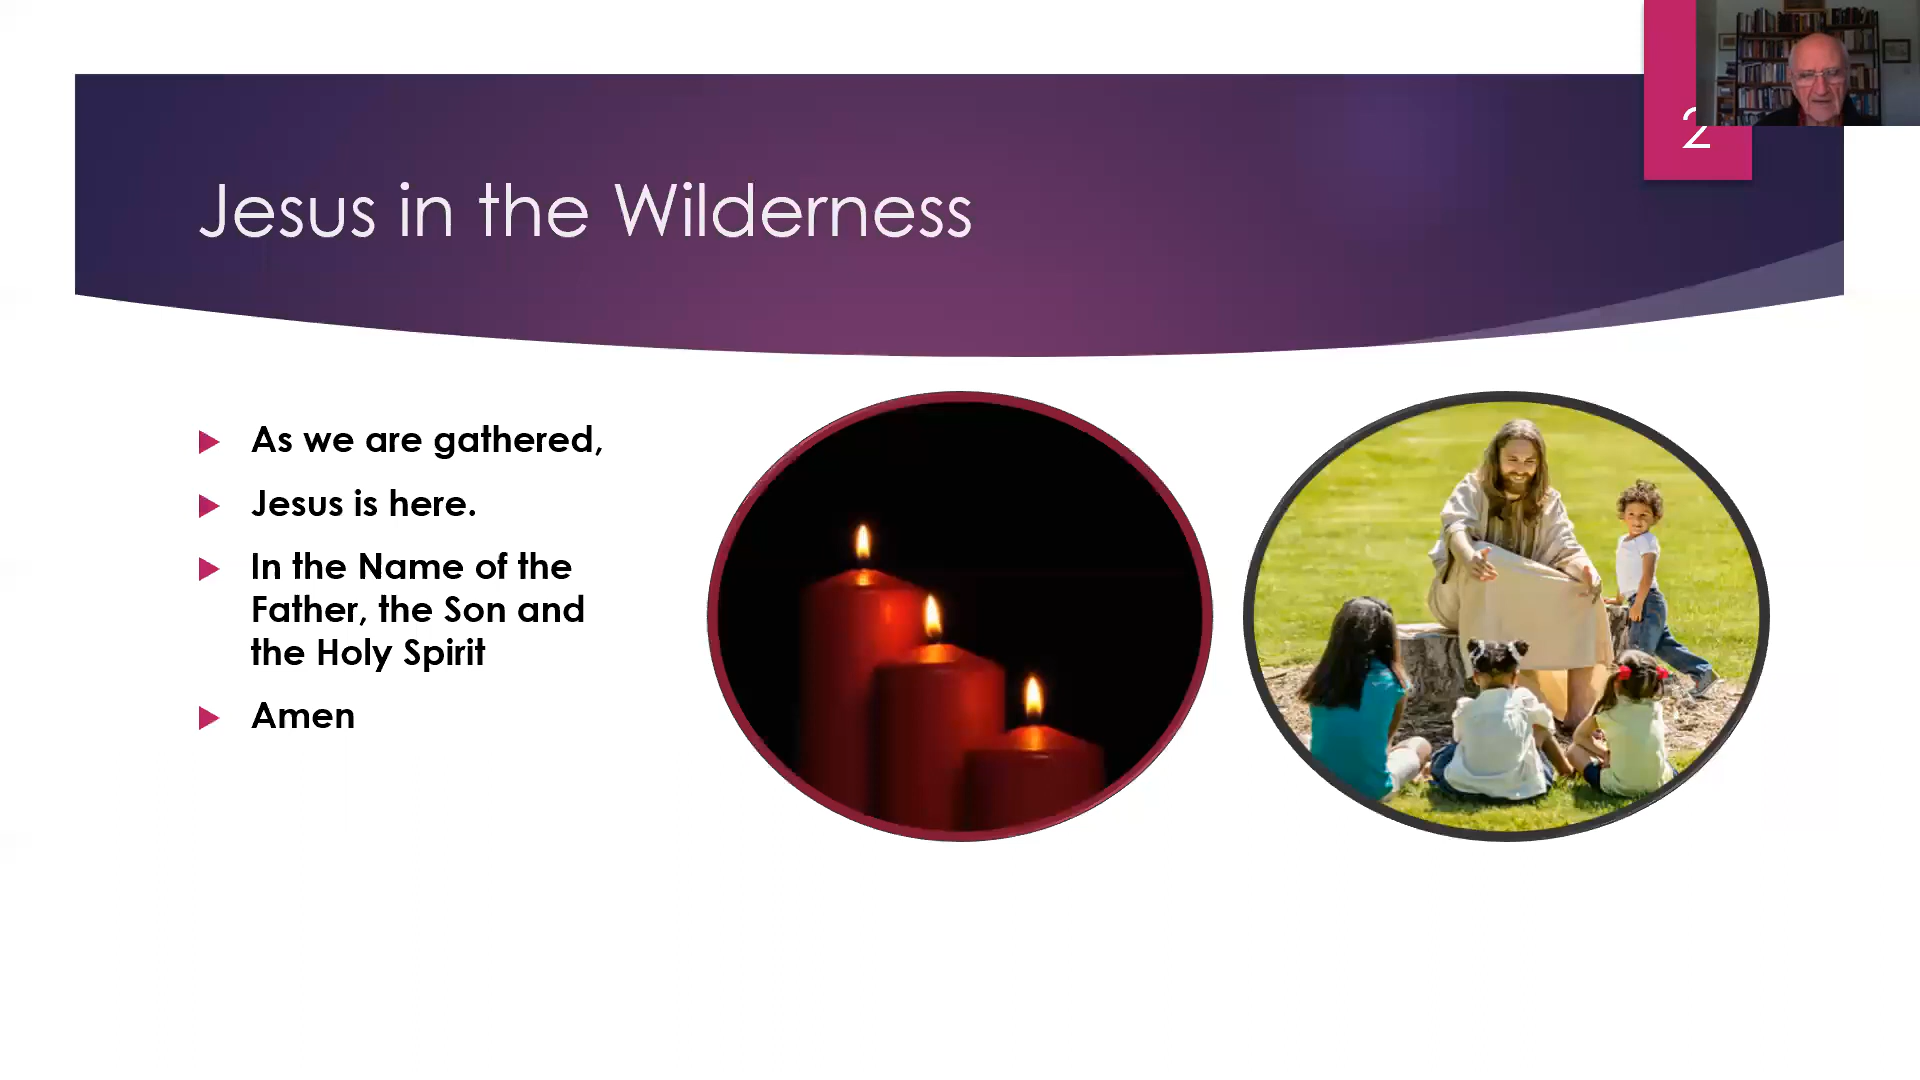 2
Jesus in the Wilderness
As we are gathered,
Jesus is here.
In the Name of the
Father, the Son and
the Holy Spirit
Amen